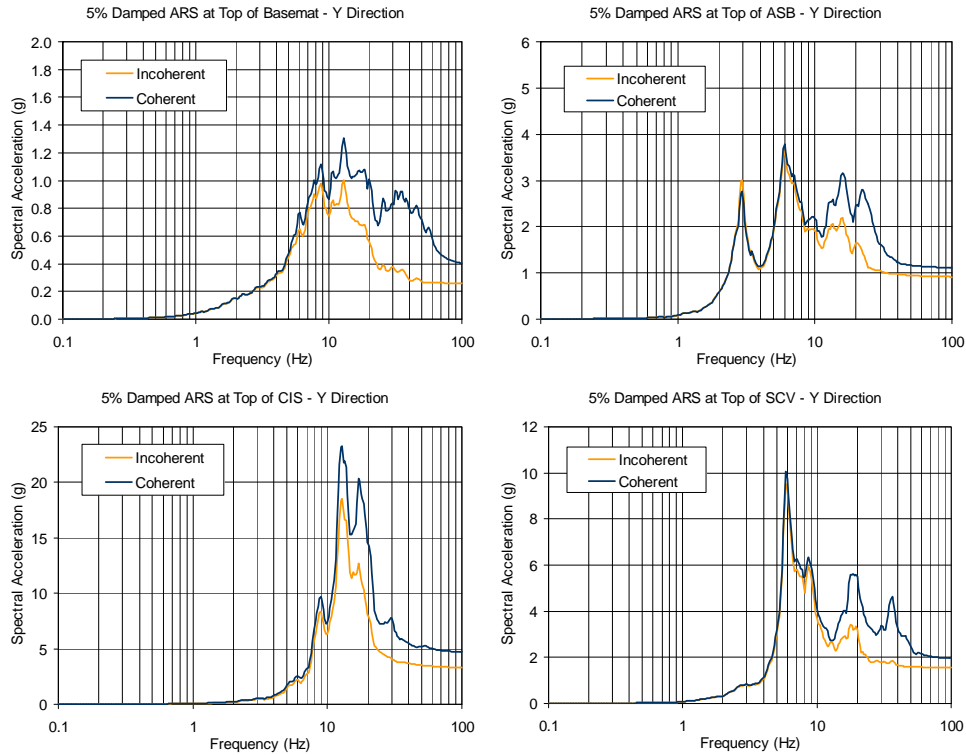 5% Damped ARS at Top of Basemat - Y Direction
Spectral Acceleration (g)
2.0
1.8
1.6
1.4
1.2
1.0
0.8
0.6
0.4
0.2
0.0
Incoherent
Coherent
0.1
1
10
100
Frequency (Hz)
5% Damped ARS at Top of ASB - Y Direction
Spectral Acceleration (g)
6
5
4
3
2
1
0
Incoherent
Coherent
0.1
1
10
100
Frequency (Hz)
5% Damped ARS at Top of CIS - Y Direction
Spectral Acceleration (g)
25
20
15
10
5
0
Incoherent
Coherent
0.1
1
10
100
Frequency (Hz)
5% Damped ARS at Top of SCV - Y Direction
Spectral Acceleration (g)
12
10
8
6
4
2
0
Incoherent
Coherent
0.1
1
10
100
Frequency (Hz)